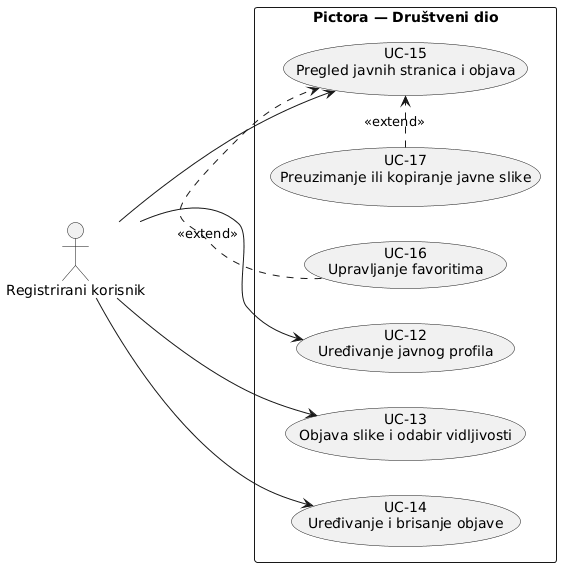 Pictora — Društveni dio
UC-15
Pregled javnih stranica i objava
«extend»
UC-17
Preuzimanje ili kopiranje javne slike
«extend»
UC-16
Upravljanje favoritima
Registrirani korisnik
UC-12
Uređivanje javnog profila
UC-13
Objava slike i odabir vidljivosti
UC-14
Uređivanje i brisanje objave